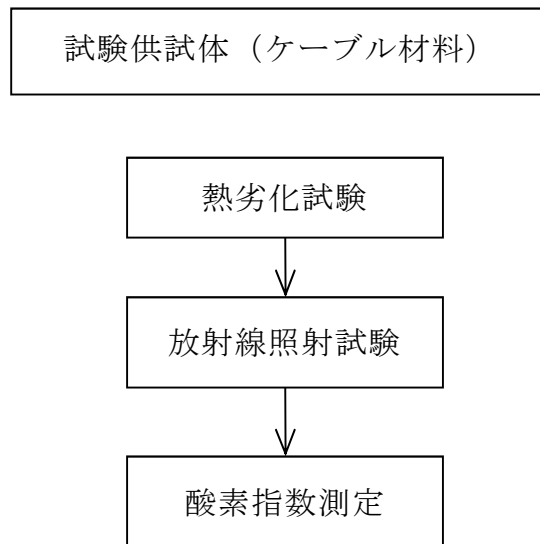 試験供試体（ケーブル材料）
熱劣化試験
放射線照射試験
酸素指数測定